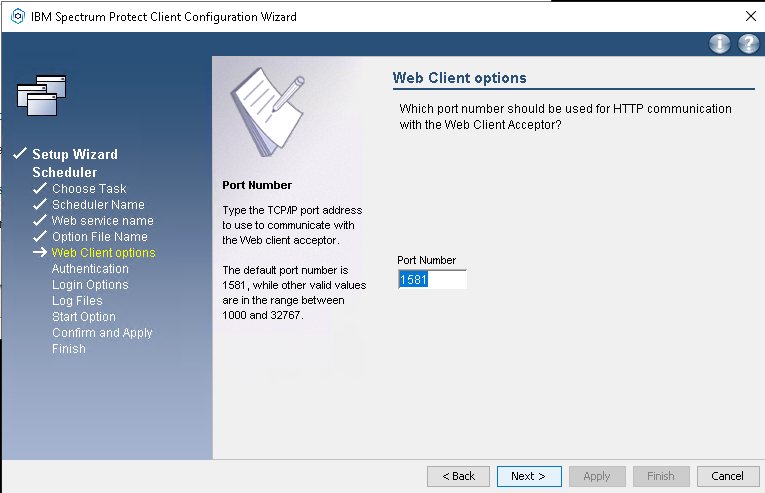 IBM Spectrum Protect Client Configuration Wizard
Setup Wizard
Scheduler
Choose Task
Scheduler Name
Web service name
Option File Name
Web Client options
Authentication
Login Options
Log Files
Start Option
Confirm and Apply
Finish
Port Number
Type the TCP/IP port address
to use to communicate with
the Web client acceptor.
The default port number is
1581, while other valid values
are in the range between
1000 and 32767.
Web Client options
Which port number should be used for HTTP communication
with the Web Client Acceptor?
Port Number
1581
< Back
Next >
Apply
Finish
Cancel